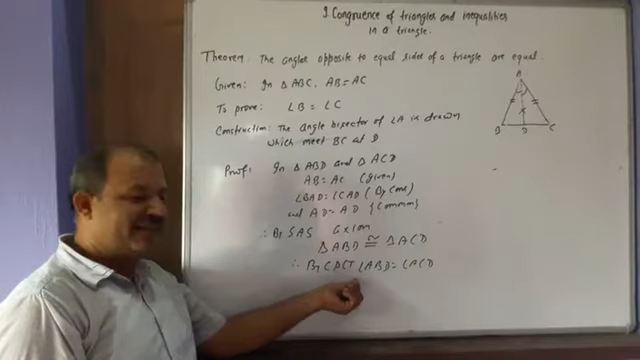 I Congruence of triangles and inequalities
in a triangle.
Theorem: The angles opposite to equal sides of a triangle are equal.
Given: In △ ABC, AB = AC
To prove: ∠B = ∠C
Construction: The angle bisector of ∠A is drawn
which meet BC at D
Proof: In △ ABD and △ ACD
AB = AC (given)
∠BAD = ∠CAD (By Cons)
and AD = AD {Common}
∴ By SAS axiom
△ ABD ≅ △ ACD
∴ By CPCT ∠ABD = ∠ACD
A
B D C